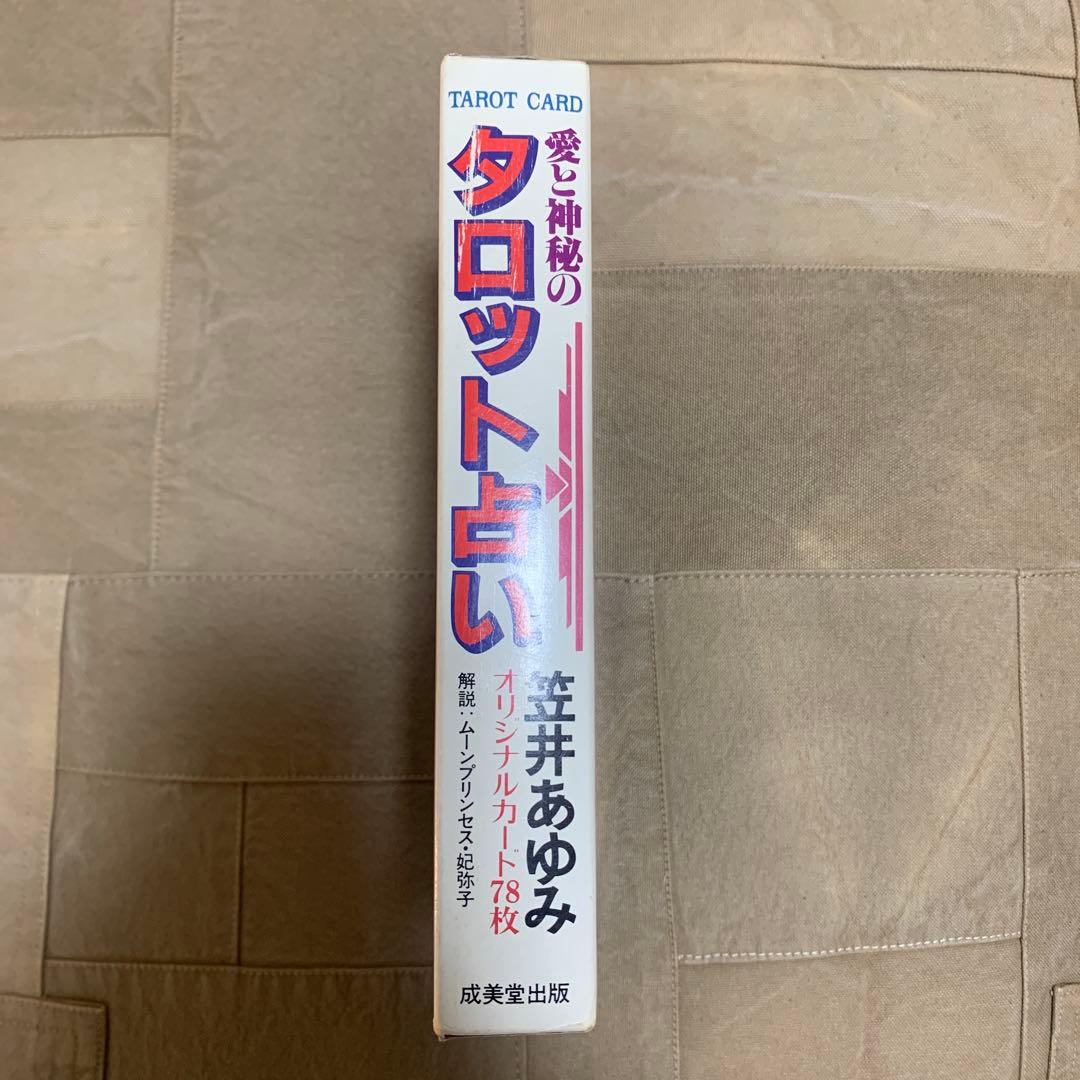 TAROT CARD
愛と神秘の
タロット占い
笠井あゆみ
オリジナルカード78枚
解説:ムーンプリンセス・妃弥子
成美堂出版